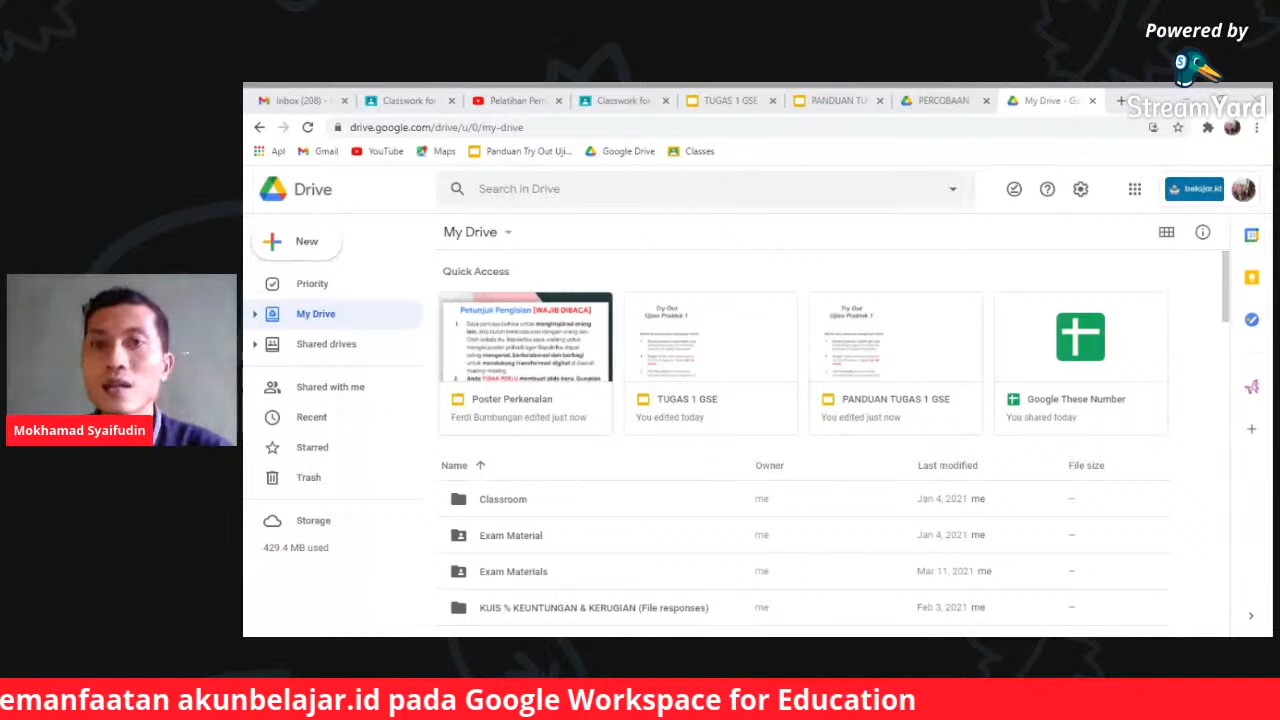 Powered by
StreamYard
Inbox (208) -
Classwork for
Pelatihan Pem
Classwork for
TUGAS 1 GSE
PANDUAN TU
PERCOBAAN
My Drive - Go
drive.google.com/drive/u/0/my-drive
Apl
Gmail
YouTube
Maps
Panduan Try Out Uji...
Google Drive
Classes
Drive
Search in Drive
belajar.id
New
My Drive
Priority
My Drive
Shared drives
Shared with me
Recent
Starred
Trash
Storage
429.4 MB used
Quick Access
Petunjuk Pengisian [WAJIB DIBACA]
Try Out
Ujian Praktek 1
Try Out
Ujian Praktek 1
Poster Perkenalan
Ferdi Bumbungan edited just now
TUGAS 1 GSE
You edited today
PANDUAN TUGAS 1 GSE
You edited just now
Google These Number
You shared today
Name Owner Last modified File size
Classroom me Jan 4, 2021 me –
Exam Material me Jan 4, 2021 me –
Exam Materials me Mar 11, 2021 me –
KUIS % KEUNTUNGAN & KERUGIAN (File responses) me Feb 3, 2021 me –
Mokhamad Syaifudin
emanfaatan akunbelajar.id pada Google Workspace for Education